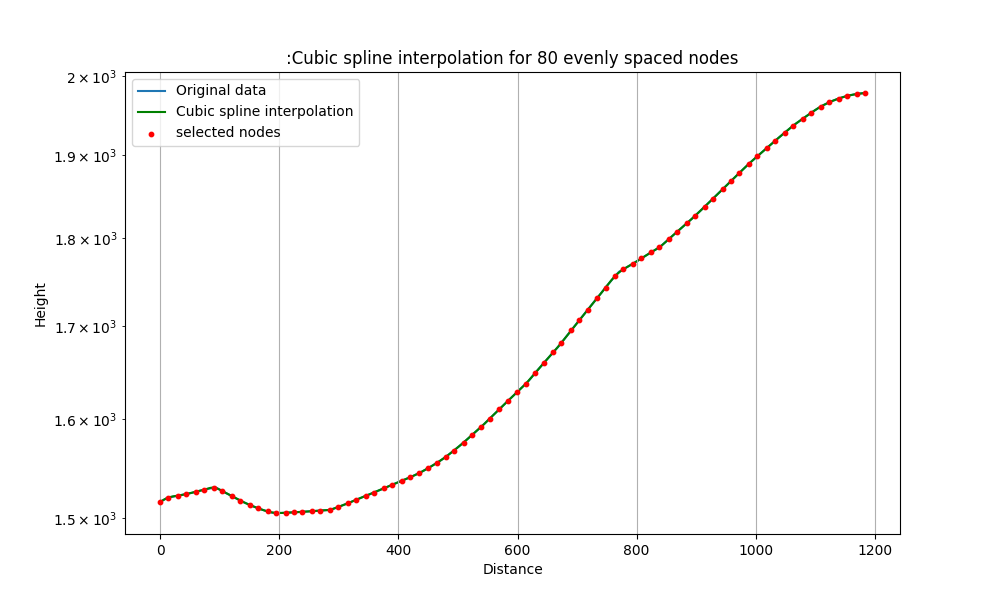 :Cubic spline interpolation for 80 evenly spaced nodes
Original data
Cubic spline interpolation
selected nodes
Height
2 × 10³
1.9 × 10³
1.8 × 10³
1.7 × 10³
1.6 × 10³
1.5 × 10³
0 200 400 600 800 1000 1200
Distance